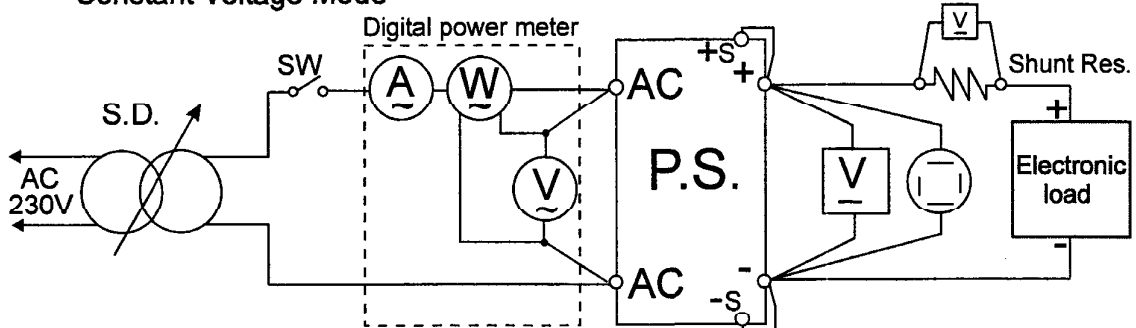 Constant Voltage Mode
Digital power meter
SW
A
W
V
S.D.
AC
230V
AC
AC
P.S.
+S
+
-
-S
V
V
Shunt Res.
+
Electronic
load
-